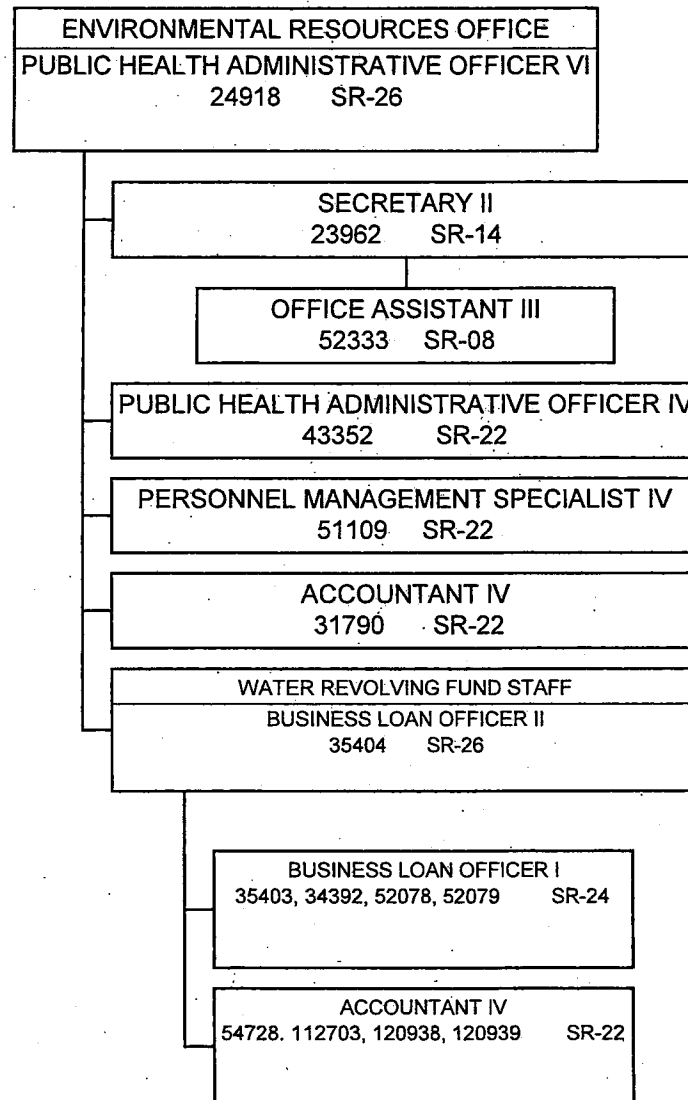 ENVIRONMENTAL RESOURCES OFFICE
PUBLIC HEALTH ADMINISTRATIVE OFFICER VI
24918 SR-26
SECRETARY II
23962 SR-14
OFFICE ASSISTANT III
52333 SR-08
PUBLIC HEALTH ADMINISTRATIVE OFFICER IV
43352 SR-22
PERSONNEL MANAGEMENT SPECIALIST IV
51109 SR-22
ACCOUNTANT IV
31790 SR-22
WATER REVOLVING FUND STAFF
BUSINESS LOAN OFFICER II
35404 SR-26
BUSINESS LOAN OFFICER I
35403, 34392, 52078, 52079 SR-24
ACCOUNTANT IV
54728. 112703, 120938, 120939 SR-22